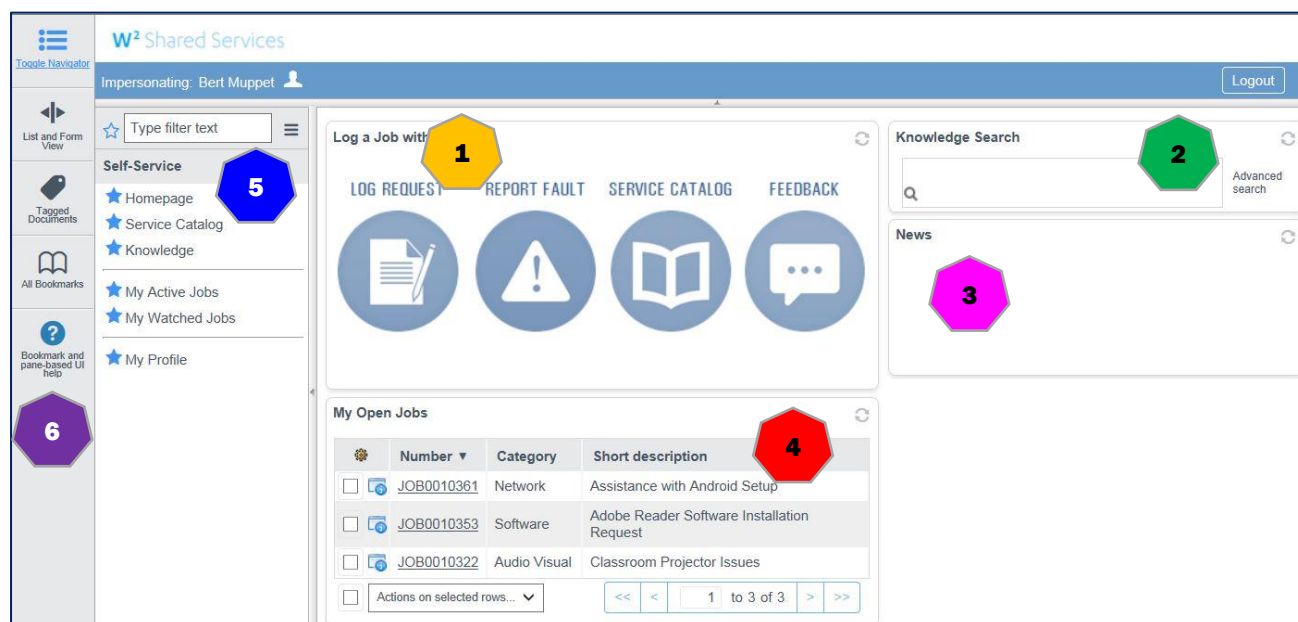 W² Shared Services
Toggle Navigator
Impersonating: Bert Muppet
Logout
List and Form
View
Tagged
Documents
All Bookmarks
Bookmark and
pane-based UI
help
6
Type filter text
Self-Service
5
Homepage
Service Catalog
Knowledge
My Active Jobs
My Watched Jobs
My Profile
Log a Job with
1
LOG REQUEST REPORT FAULT SERVICE CATALOG FEEDBACK
Knowledge Search
2
Advanced
search
News
3
My Open Jobs
4
Number ▼ Category Short description
JOB0010361 Network Assistance with Android Setup
JOB0010353 Software Adobe Reader Software Installation
Request
JOB0010322 Audio Visual Classroom Projector Issues
Actions on selected rows...
<< < 1 to 3 of 3 > >>